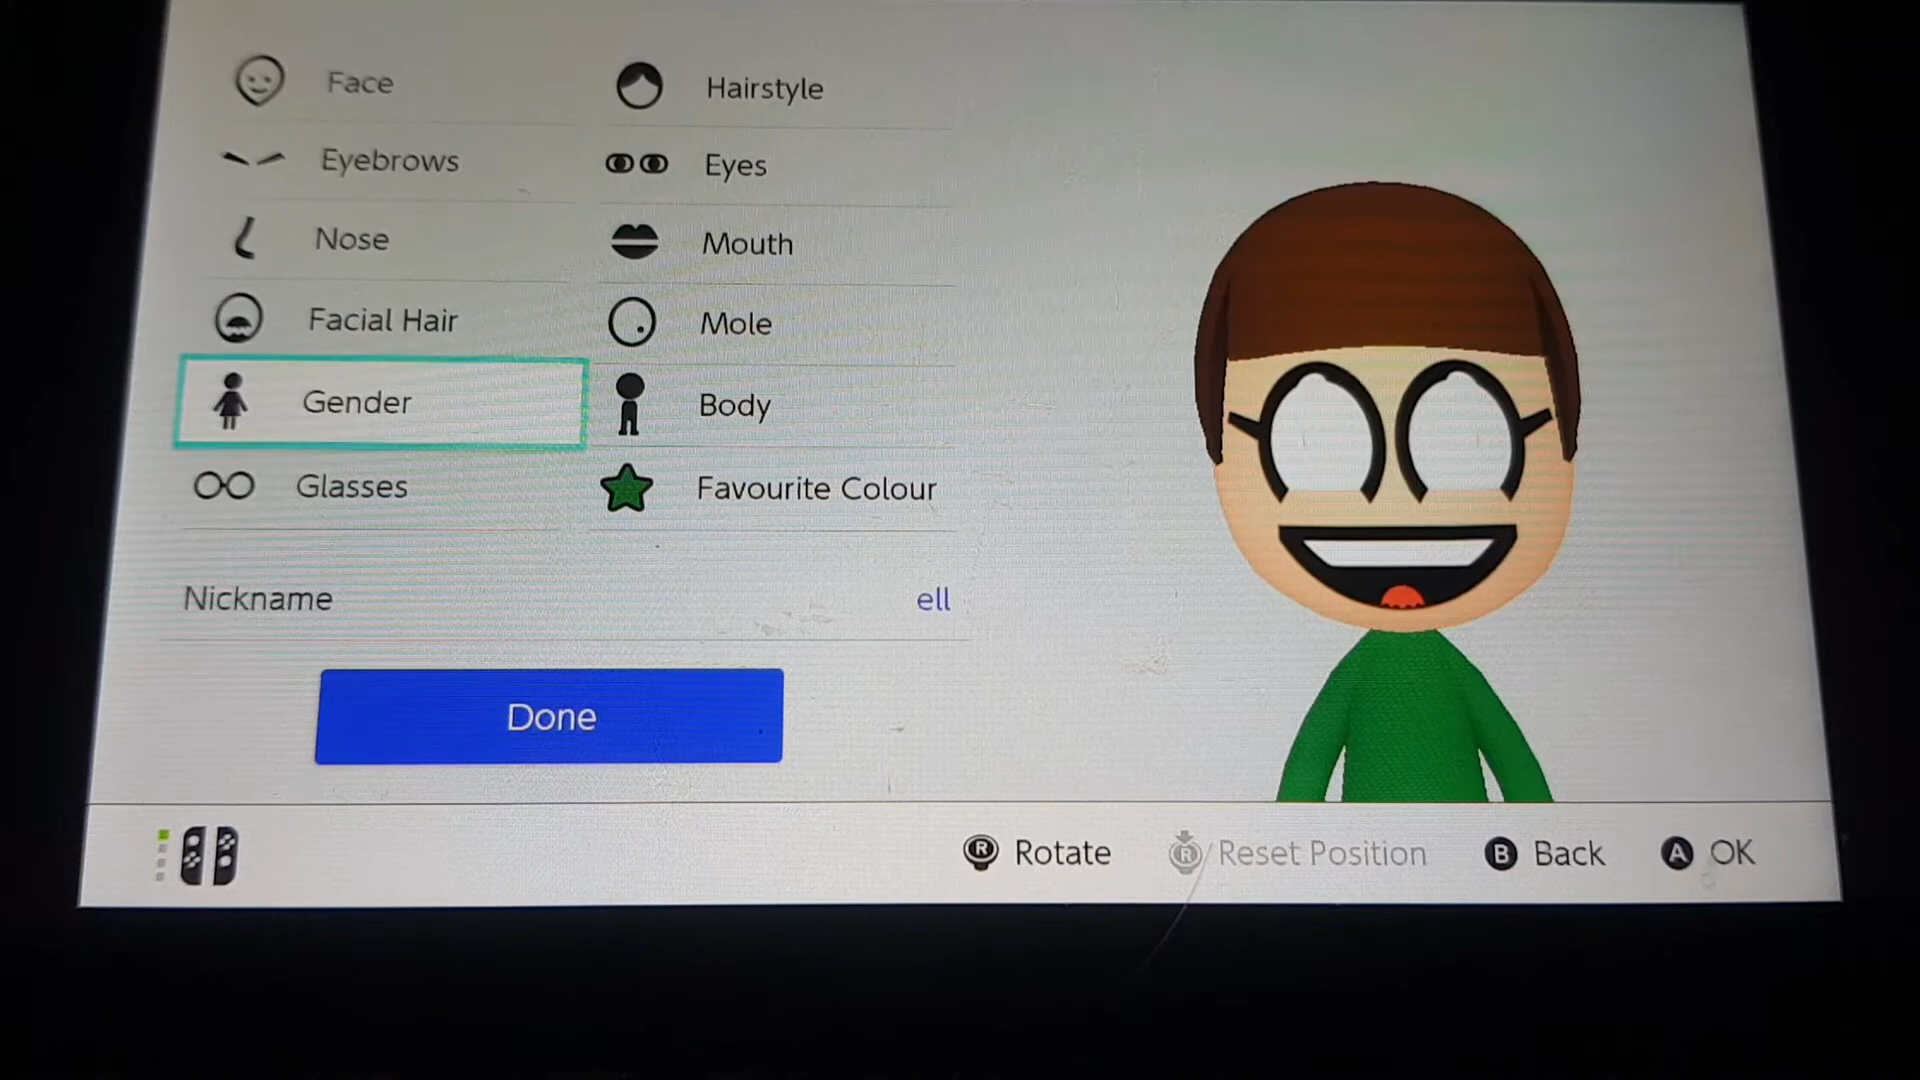 Face
Hairstyle
Eyebrows
Eyes
Nose
Mouth
Facial Hair
Mole
Gender
Body
Glasses
Favourite Colour
Nickname
ell
Done
R Rotate
R Reset Position
B Back
A OK